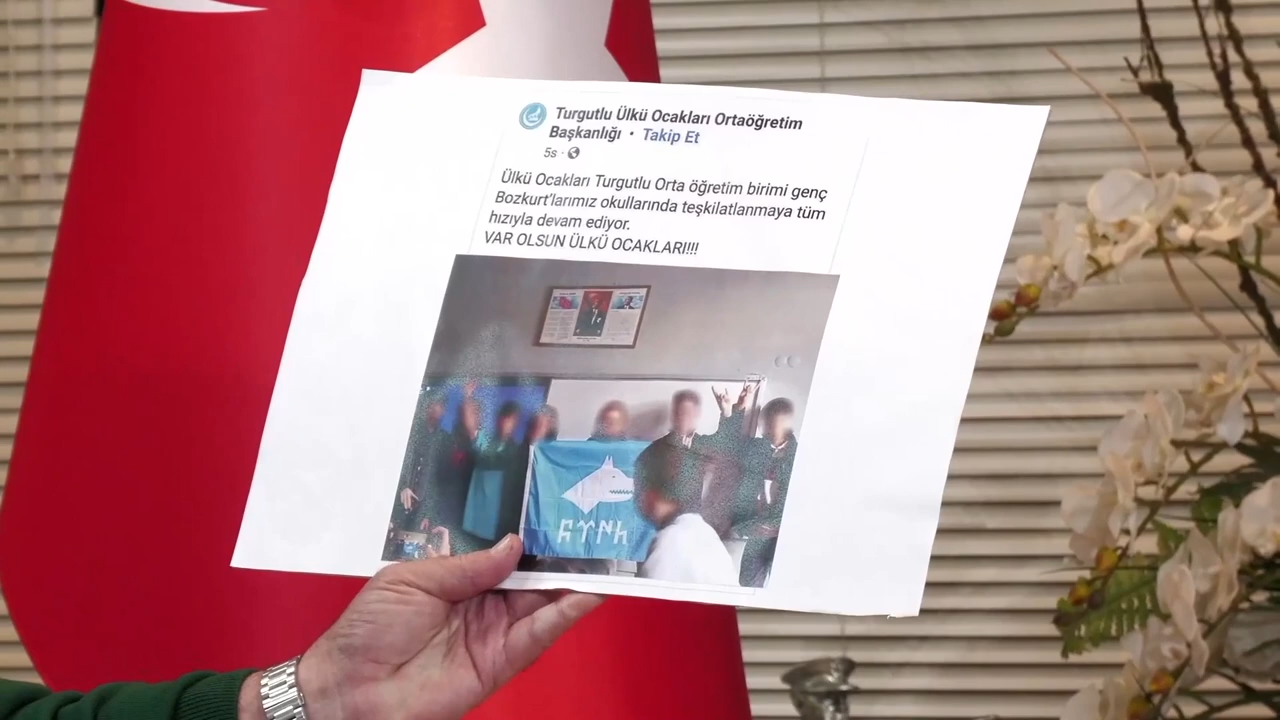 Turgutlu Ülkü Ocakları Ortaöğretim
Başkanlığı • Takip Et
5s ·
Ülkü Ocakları Turgutlu Orta öğretim birimi genç
Bozkurt'larımız okullarında teşkilatlanmaya tüm
hızıyla devam ediyor.
VAR OLSUN ÜLKÜ OCAKLARI!!!